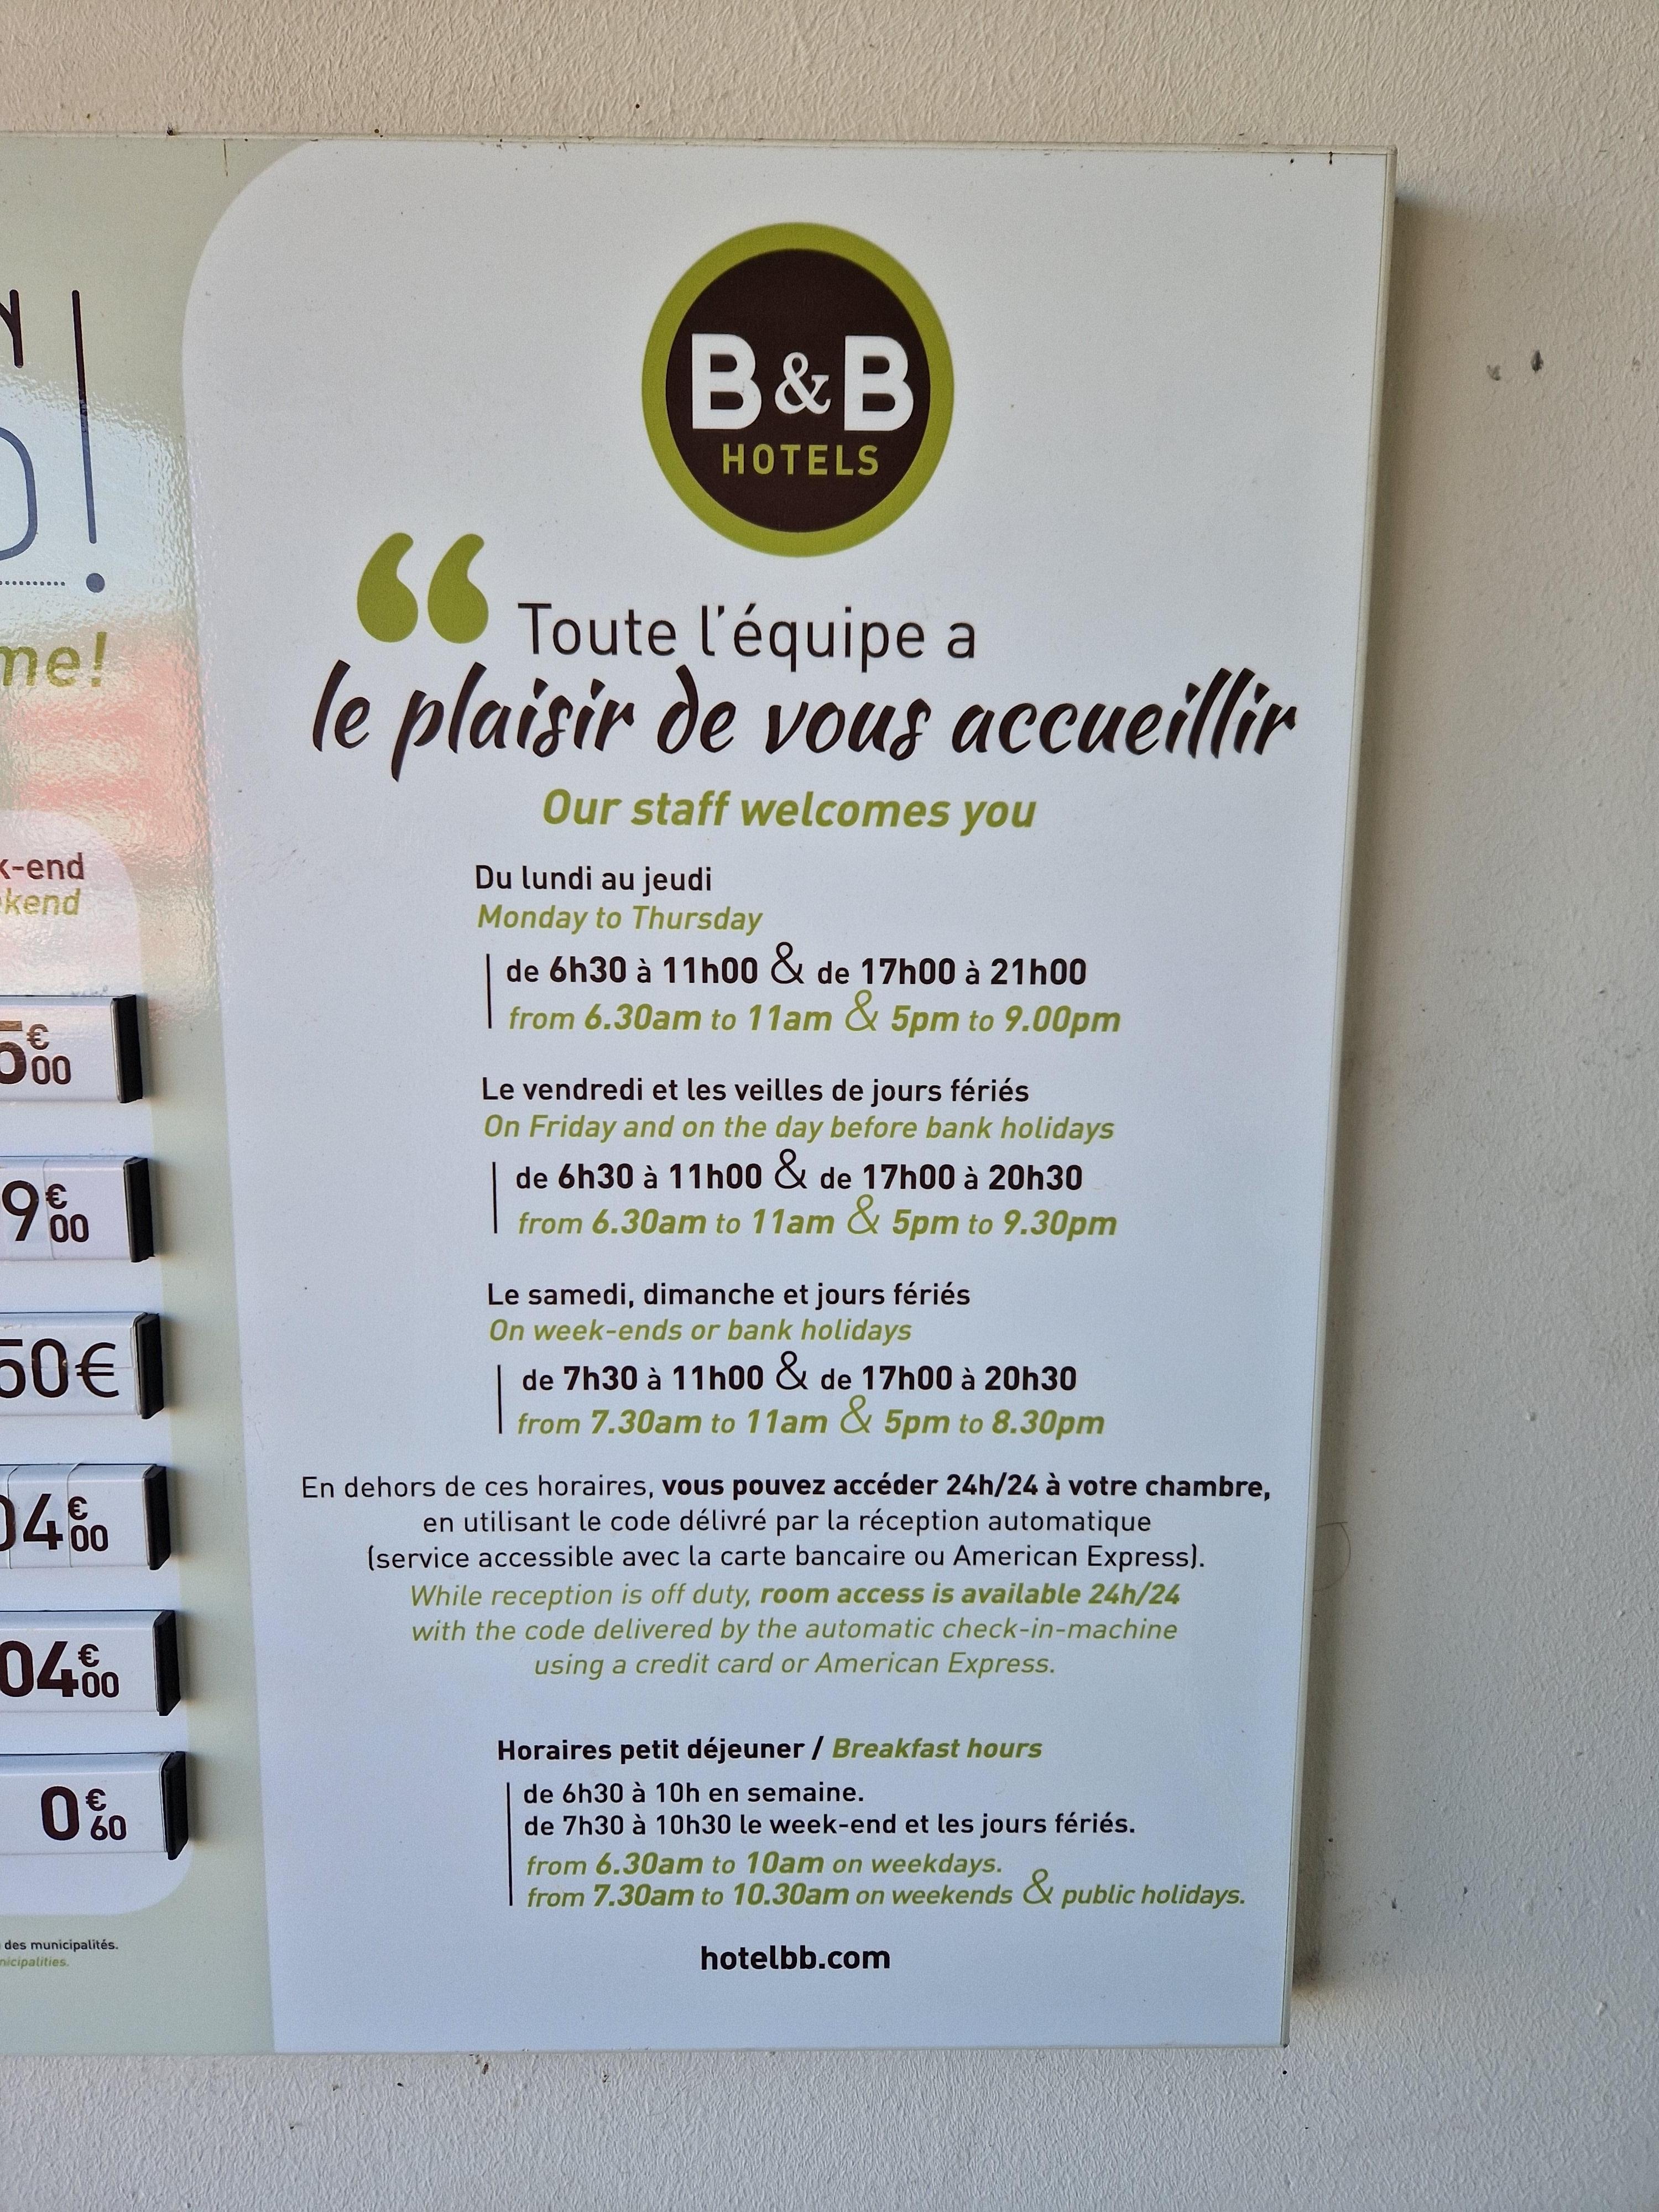 me!
k-end
kend
5€00
9€00
50€
04€00
04€00
0€60
des municipalités.
nicipalities.
B&B
HOTELS
“ Toute l'équipe a
le plaisir de vous accueillir
Our staff welcomes you
Du lundi au jeudi
Monday to Thursday
de 6h30 à 11h00 & de 17h00 à 21h00
from 6.30am to 11am & 5pm to 9.00pm
Le vendredi et les veilles de jours fériés
On Friday and on the day before bank holidays
de 6h30 à 11h00 & de 17h00 à 20h30
from 6.30am to 11am & 5pm to 9.30pm
Le samedi, dimanche et jours fériés
On week-ends or bank holidays
de 7h30 à 11h00 & de 17h00 à 20h30
from 7.30am to 11am & 5pm to 8.30pm
En dehors de ces horaires, vous pouvez accéder 24h/24 à votre chambre,
en utilisant le code délivré par la réception automatique
(service accessible avec la carte bancaire ou American Express).
While reception is off duty, room access is available 24h/24
with the code delivered by the automatic check-in-machine
using a credit card or American Express.
Horaires petit déjeuner / Breakfast hours
de 6h30 à 10h en semaine.
de 7h30 à 10h30 le week-end et les jours fériés.
from 6.30am to 10am on weekdays.
from 7.30am to 10.30am on weekends & public holidays.
hotelbb.com